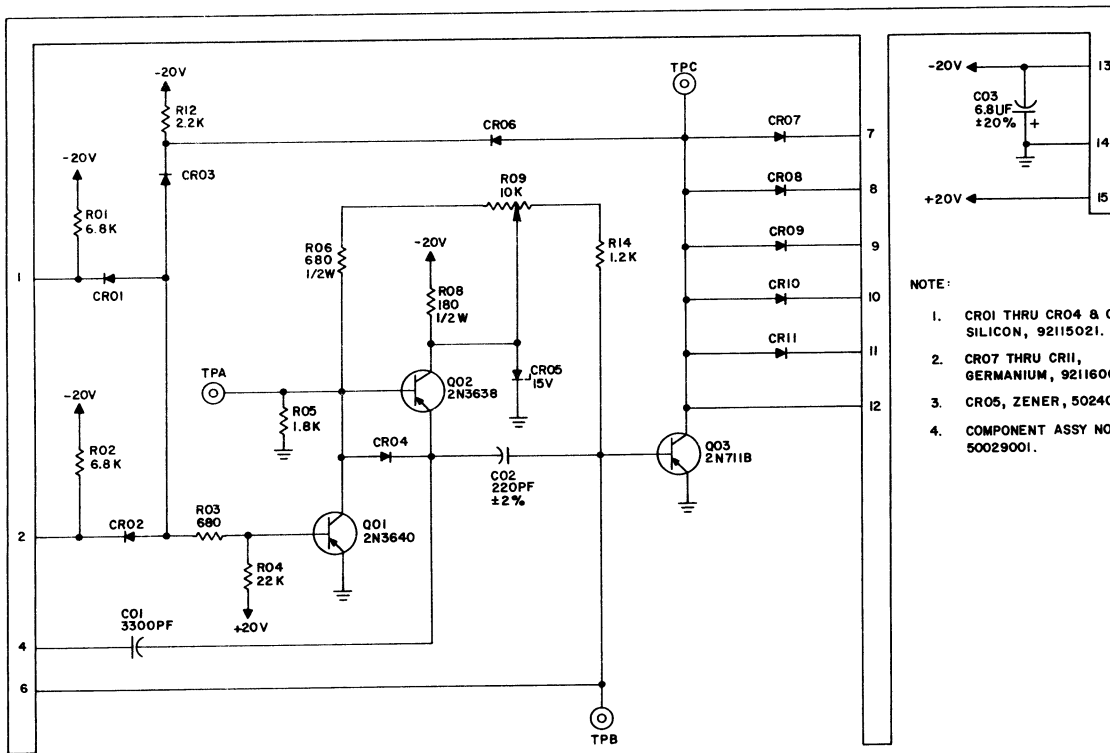 -20V
R12
2.2K
CR03
-20V
R01
6.8K
1
CR01
CR06
TPC
CR07
7
CR08
8
CR09
9
CR10
10
CR11
11
12
R09
10K
R06
680
1/2W
-20V
R08
180
1/2W
R14
1.2K
TPA
Q02
2N3638
CR05
15V
R05
1.8K
CR04
C02
220PF
±2%
Q03
2N711B
-20V
R02
6.8K
2
CR02
R03
680
Q01
2N3640
R04
22K
+20V
C01
3300PF
4
6
TPB
-20V
13
C03
6.8UF
±20%
+
14
+20V
15
NOTE:
1. CR01 THRU CR04 &
SILICON, 92115021.
2. CR07 THRU CR11,
GERMANIUM, 
3. CR05, ZENER, 
4. COMPONENT ASSY NO
50029001.